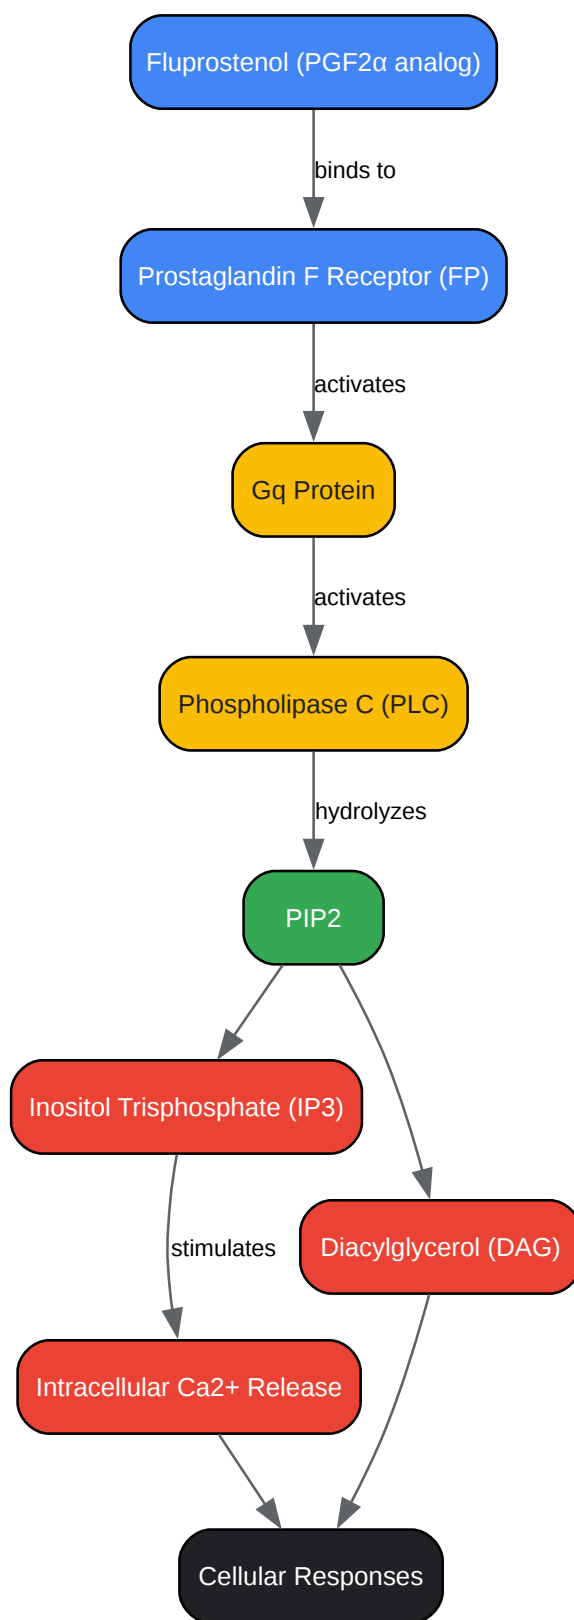 Fluprostenol (PGF2α analog)
binds to
Prostaglandin F Receptor (FP)
activates
Gq Protein
activates
Phospholipase C (PLC)
hydrolyzes
PIP2
Inositol Trisphosphate (IP3)
stimulates
Diacylglycerol (DAG)
Intracellular Ca2+ Release
Cellular Responses